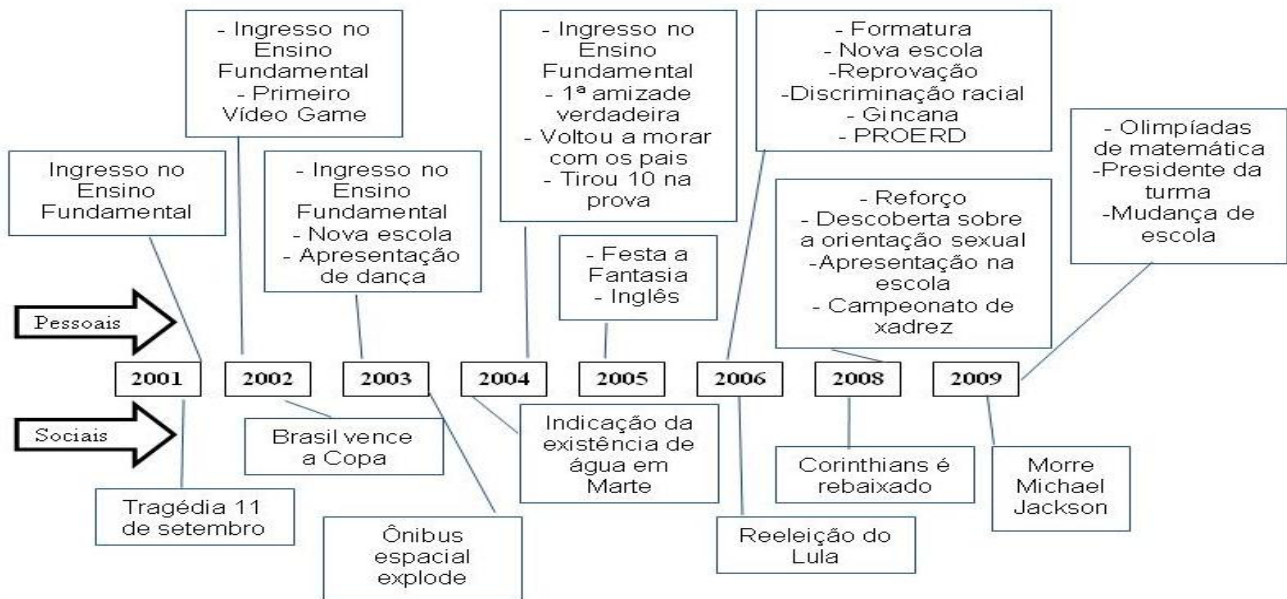 - Ingresso no
Ensino
Fundamental
- Primeiro
Vídeo Game
- Ingresso no
Ensino
Fundamental
- 1ª amizade
verdadeira
- Voltou a morar
com os pais
- Tirou 10 na
prova
- Formatura
- Nova escola
-Reprovação
-Discriminação racial
- Gincana
- PROERD
- Olimpíadas
de matemática
-Presidente da
turma
-Mudança de
escola
Ingresso no
Ensino
Fundamental
- Ingresso no
Ensino
Fundamental
- Nova escola
- Apresentação
de dança
- Festa a
Fantasia
- Inglês
- Reforço
- Descoberta sobre
a orientação sexual
-Apresentação na
escola
- Campeonato de
xadrez
Pessoais
2001 2002 2003 2004 2005 2006 2008 2009
Sociais
Tragédia 11
de setembro
Brasil vence
a Copa
Ônibus
espacial
explode
Indicação da
existência de
água em
Marte
Reeleição do
Lula
Corinthians é
rebaixado
Morre
Michael
Jackson